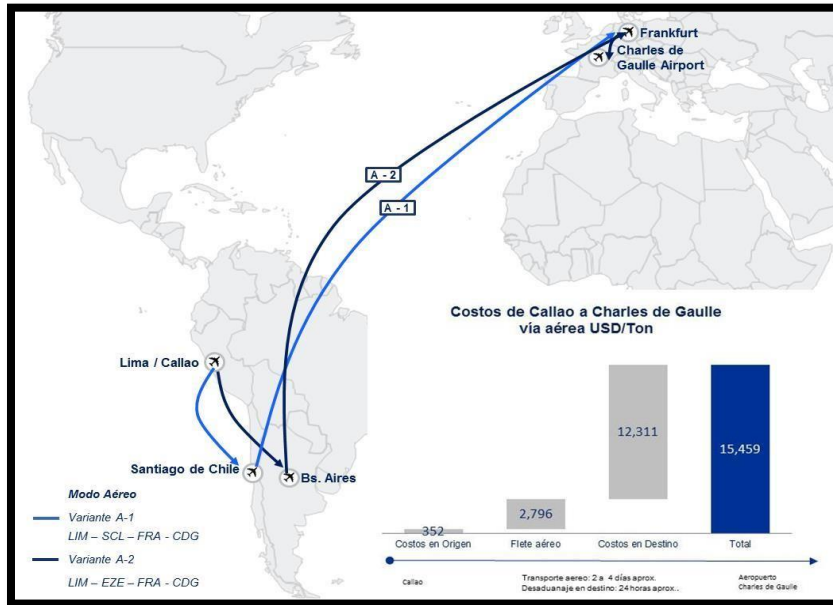 Frankfurt
Charles de
Gaulle Airport
A - 2
A - 1
Costos de Callao a Charles de Gaulle
vía aérea USD/Ton
Lima / Callao
12,311
15,459
Santiago de Chile
Bs. Aires
2,796
352
Costos en Origen
Flete aéreo
Costos en Destino
Total
Modo Aéreo
Variante A-1
LIM – SCL – FRA - CDG
Variante A-2
LIM – EZE – FRA - CDG
Callao
Transporte aereo: 2 a 4 días aprox.
Desaduanaje en destino: 24 horas aprox..
Aeropuerto
Charles de Gaulle